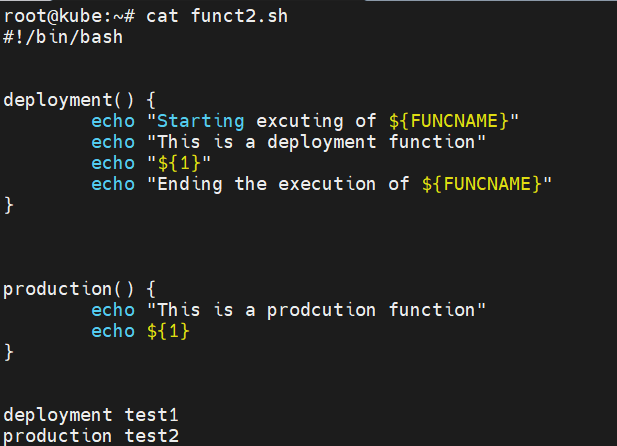 root@kube:~# cat funct2.sh
#!/bin/bash
deployment() {
echo "Starting excuting of ${FUNCNAME}"
echo "This is a deployment function"
echo "${1}"
echo "Ending the execution of ${FUNCNAME}"
}
production() {
echo "This is a prodcution function"
echo ${1}
}
deployment test1
production test2